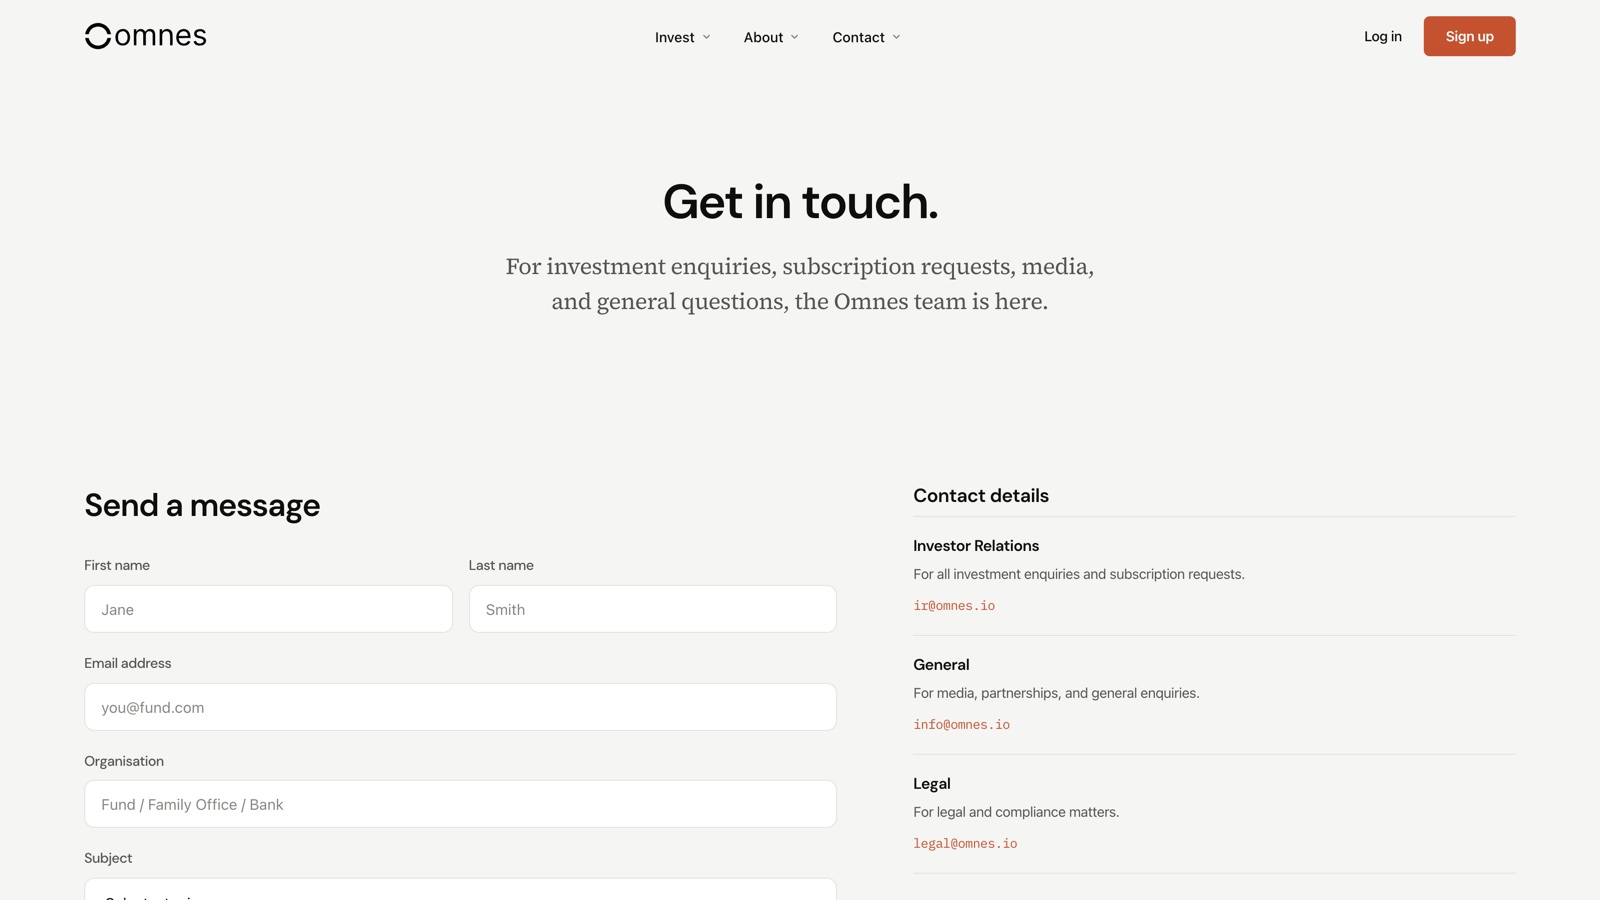 omnes
Invest
About
Contact
Log in
Sign up
Get in touch.
For investment enquiries, subscription requests, media,
and general questions, the Omnes team is here.
Send a message
First name
Last name
Jane
Smith
Email address
you@fund.com
Organisation
Fund / Family Office / Bank
Subject
Contact details
Investor Relations
For all investment enquiries and subscription requests.
ir@omnes.io
General
For media, partnerships, and general enquiries.
info@omnes.io
Legal
For legal and compliance matters.
legal@omnes.io